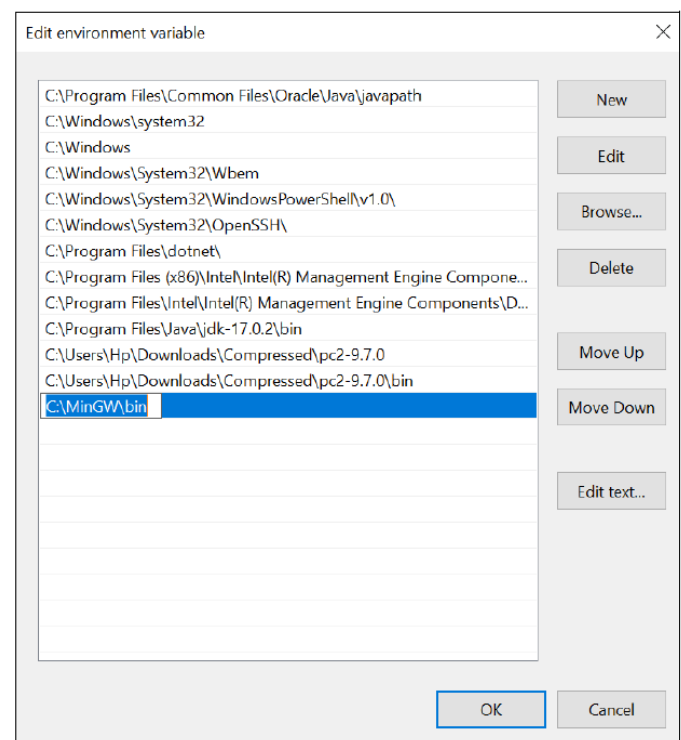 Edit environment variable
C:\Program Files\Common Files\Oracle\Java\javapath
C:\Windows\system32
C:\Windows
C:\Windows\System32\Wbem
C:\Windows\System32\WindowsPowerShell\v1.0\
C:\Windows\System32\OpenSSH\
C:\Program Files\dotnet\
C:\Program Files (x86)\Intel\Intel(R) Management Engine Compone...
C:\Program Files\Intel\Intel(R) Management Engine Components\D...
C:\Program Files\Java\jdk-17.0.2\bin
C:\Users\Hp\Downloads\Compressed\pc2-9.7.0
C:\Users\Hp\Downloads\Compressed\pc2-9.7.0\bin
C:\MinGW\bin
New
Edit
Browse...
Delete
Move Up
Move Down
Edit text...
OK
Cancel